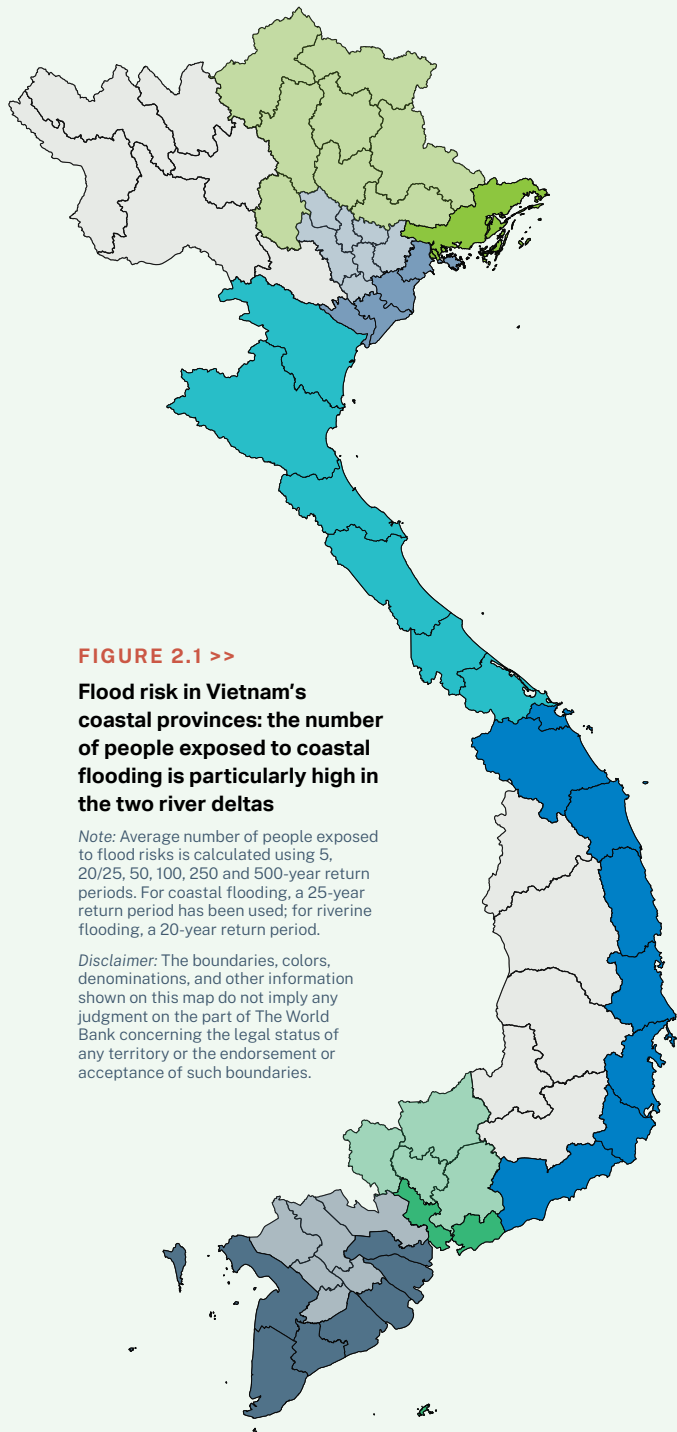 FIGURE 2.1 >>
Flood risk in Vietnam's
coastal provinces: the number
of people exposed to coastal
flooding is particularly high in
the two river deltas
Note: Average number of people exposed
to flood risks is calculated using 5,
20/25, 50, 100, 250 and 500-year return
periods. For coastal flooding, a 25-year
return period has been used; for riverine
flooding, a 20-year return period.
Disclaimer: The boundaries, colors,
denominations, and other information
shown on this map do not imply any
judgment on the part of The World
Bank concerning the legal status of
any territory or the endorsement or
acceptance of such boundaries.